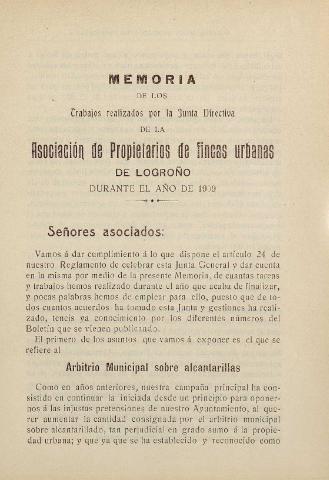 MEMORIA
DE LOS
Trabajos realizados por la Junta Directiva
DE LA
Asociación de Propietarios de fincas urbanas
DE LOGROÑO
DURANTE EL AÑO DE 1909
Señores asociados:
Vamos á dar cumplimiento á lo que dispone el artículo 24 de
nuestro Reglamento de celebrar esta Junta General y dar cuenta
en la misma por medio de la presente Memoria, de cuantas tareas
y trabajos hemos realizado durante el año que acaba de finalizar,
y pocas palabras hemos de emplear para ello, puesto que de to-
dos cuantos acuerdos ha tomado esta Junta y gestiones ha reali-
zado, teneis ya conocimiento por los diferentes números del
Boletín que se vienen publicando.
El primero de los asuntos que vamos á exponer es el que se
refiere al
Arbitrio Municipal sobre alcantarillas
Como en años anteriores, nuestra campaña principal ha con-
sistido en continuar la iniciada desde un principio para oponer-
nos á las injustas pretensiones de nuestro Ayuntamiento, al que-
rer aumentar la cantidad consignada por el arbitrio municipal
sobre alcantarillado, tan perjudicial en grado sumo á la propie-
dad urbana; y que ya que se ha establecido y reconocido como